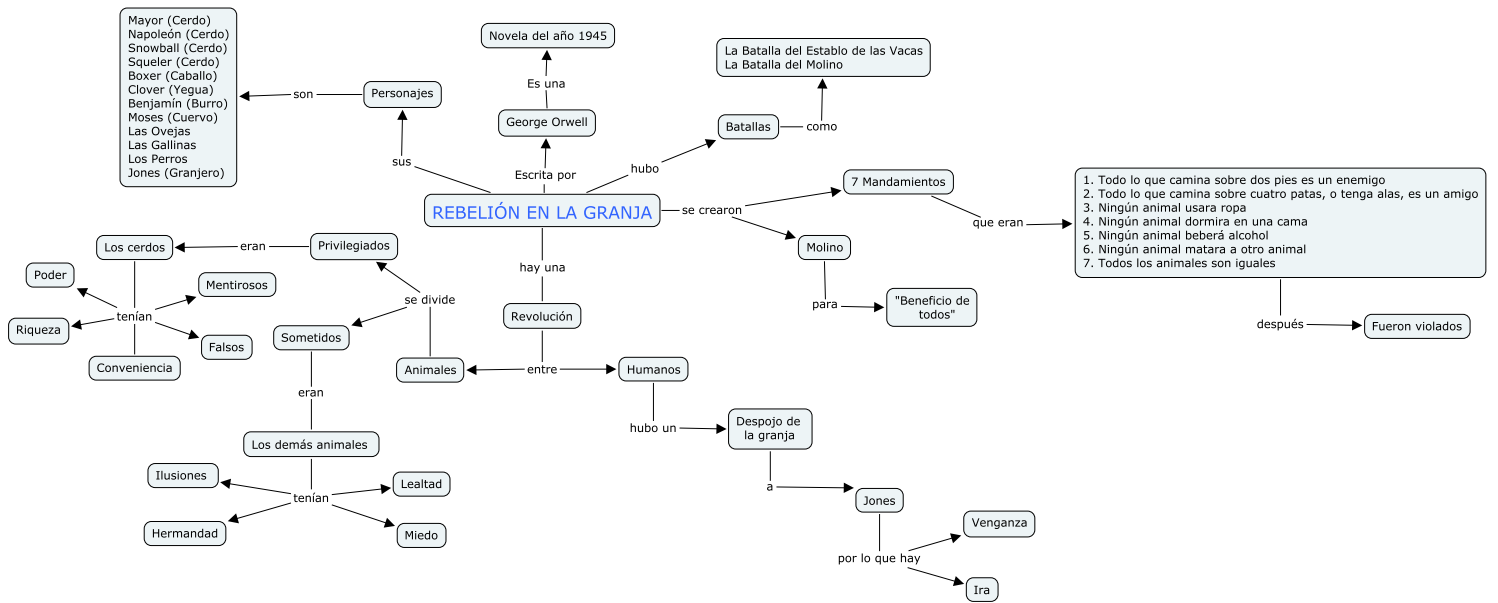 Mayor (Cerdo)
Napoleón (Cerdo)
Snowball (Cerdo)
Squeler (Cerdo)
Boxer (Caballo)
Clover (Yegua)
Benjamín (Burro)
Moses (Cuervo)
Las Ovejas
Las Gallinas
Los Perros
Jones (Granjero)
son
Personajes
sus
Novela del año 1945
Es una
George Orwell
Escrita por
La Batalla del Establo de las Vacas
La Batalla del Molino
Batallas
como
hubo
REBELIÓN EN LA GRANJA
se crearon
7 Mandamientos
que eran
1. Todo lo que camina sobre dos pies es un enemigo
2. Todo lo que camina sobre cuatro patas, o tenga alas, es un amigo
3. Ningún animal usara ropa
4. Ningún animal dormira en una cama
5. Ningún animal beberá alcohol
6. Ningún animal matara a otro animal
7. Todos los animales son iguales
después
Fueron violados
Molino
para
"Beneficio de
todos"
hay una
Revolución
entre
Animales
Humanos
se divide
Privilegiados
eran
Los cerdos
tenían
Poder
Mentirosos
Riqueza
Falsos
Conveniencia
Sometidos
eran
Los demás animales
tenían
Ilusiones
Lealtad
Hermandad
Miedo
hubo un
Despojo de
la granja
a
Jones
por lo que hay
Venganza
Ira